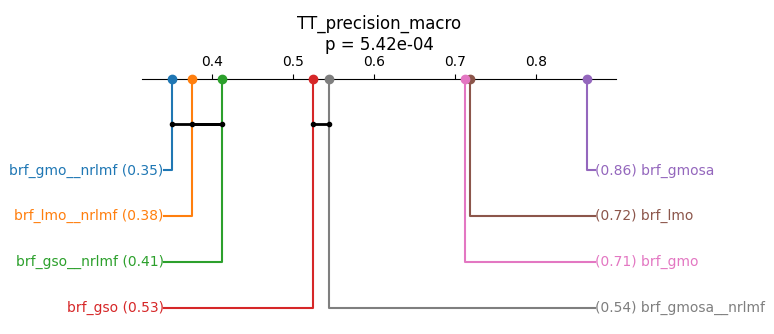 TT_precision_macro
p = 5.42e-04
0.4 0.5 0.6 0.7 0.8
brf_gmo__nrlmf (0.35) (0.86) brf_gmosa
brf_lmo__nrlmf (0.38) (0.72) brf_lmo
brf_gso__nrlmf (0.41) (0.71) brf_gmo
brf_gso (0.53) (0.54) brf_gmosa__nrlmf